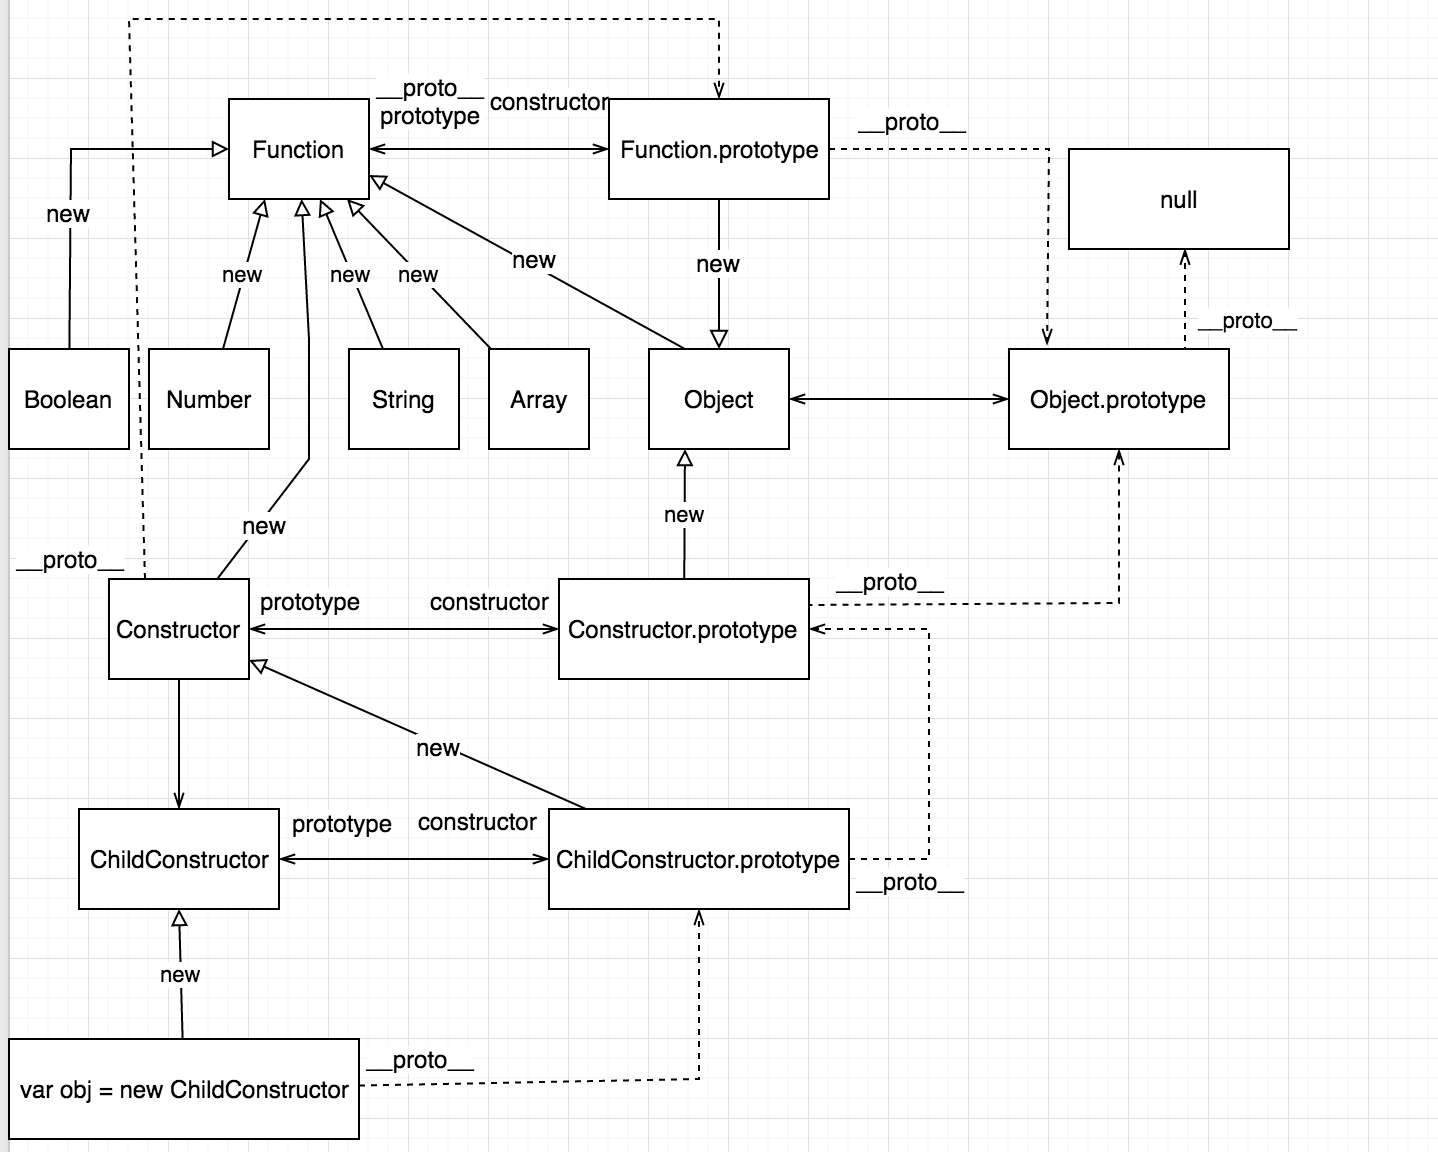 __proto__
prototype
constructor
Function
Function.prototype
__proto__
null
new
new
new
new
new
new
__proto__
Boolean
Number
String
Array
Object
Object.prototype
new
new
__proto__
__proto__
prototype
constructor
Constructor
Constructor.prototype
new
prototype
constructor
ChildConstructor
ChildConstructor.prototype
__proto__
new
__proto__
var obj = new ChildConstructor